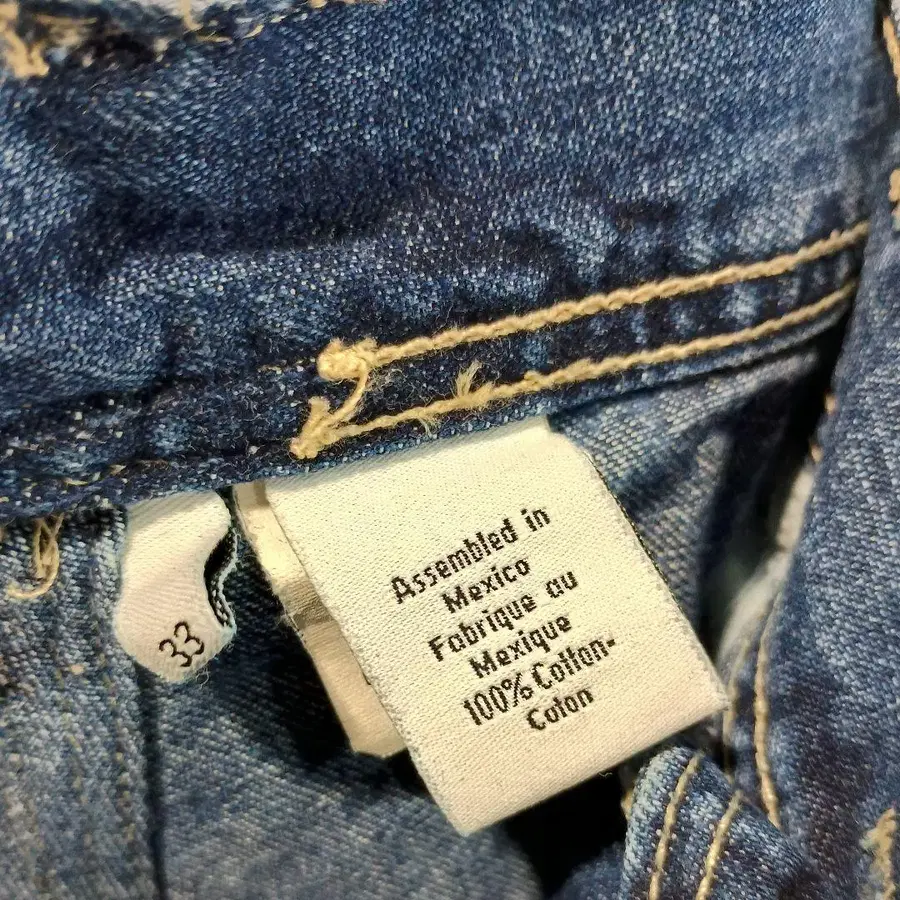 33
Assembled in
Mexico
Fabrique au
Mexique
100% Cotton-
Coton